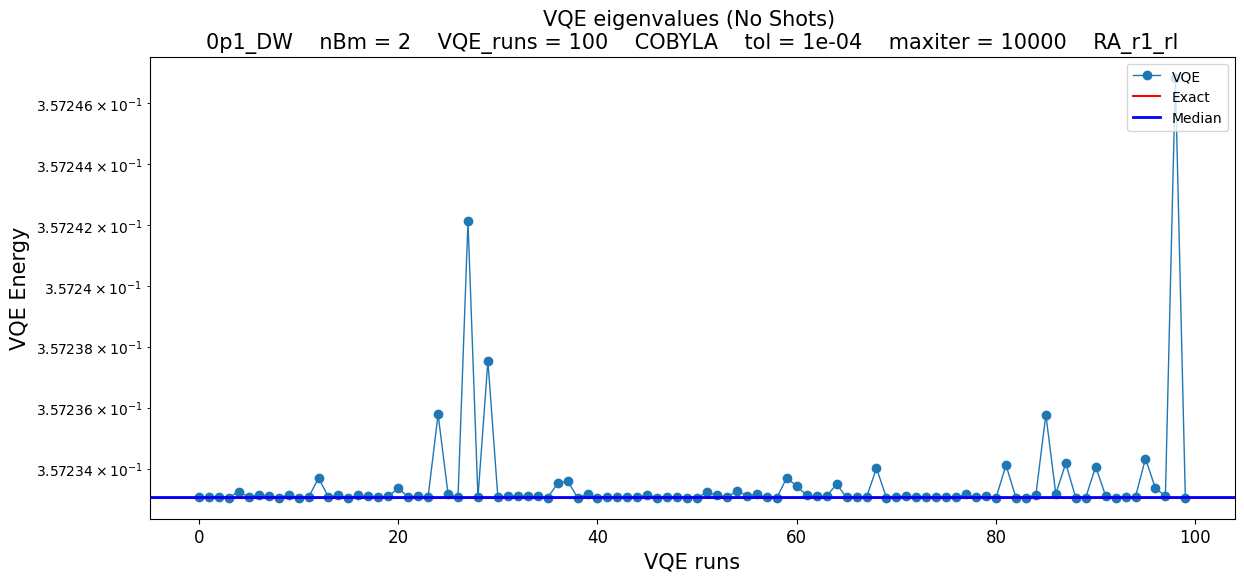 VQE eigenvalues (No Shots)
0p1_DW nBm = 2 VQE_runs = 100 COBYLA tol = 1e-04 maxiter = 10000 RA_r1_rl
VQE
Exact
Median
VQE Energy
3.57246 × 10⁻¹
3.57244 × 10⁻¹
3.57242 × 10⁻¹
3.5724 × 10⁻¹
3.57238 × 10⁻¹
3.57236 × 10⁻¹
3.57234 × 10⁻¹
0 20 40 60 80 100
VQE runs